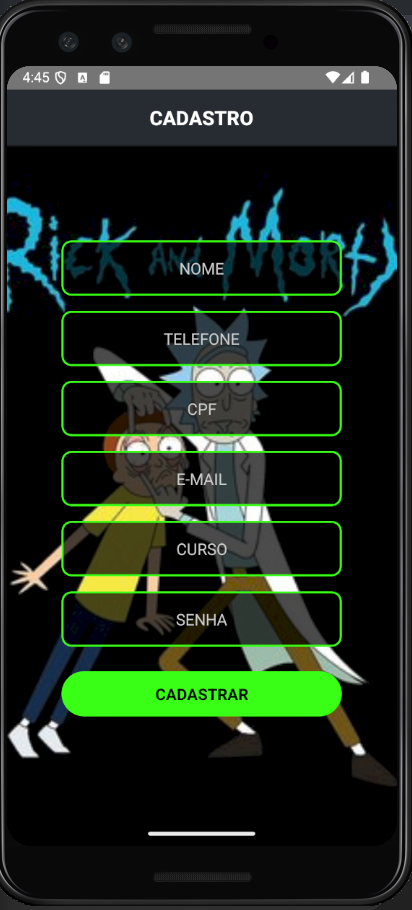 4:45
CADASTRO
Rick and Morty
NOME
TELEFONE
CPF
E-MAIL
CURSO
SENHA
CADASTRAR